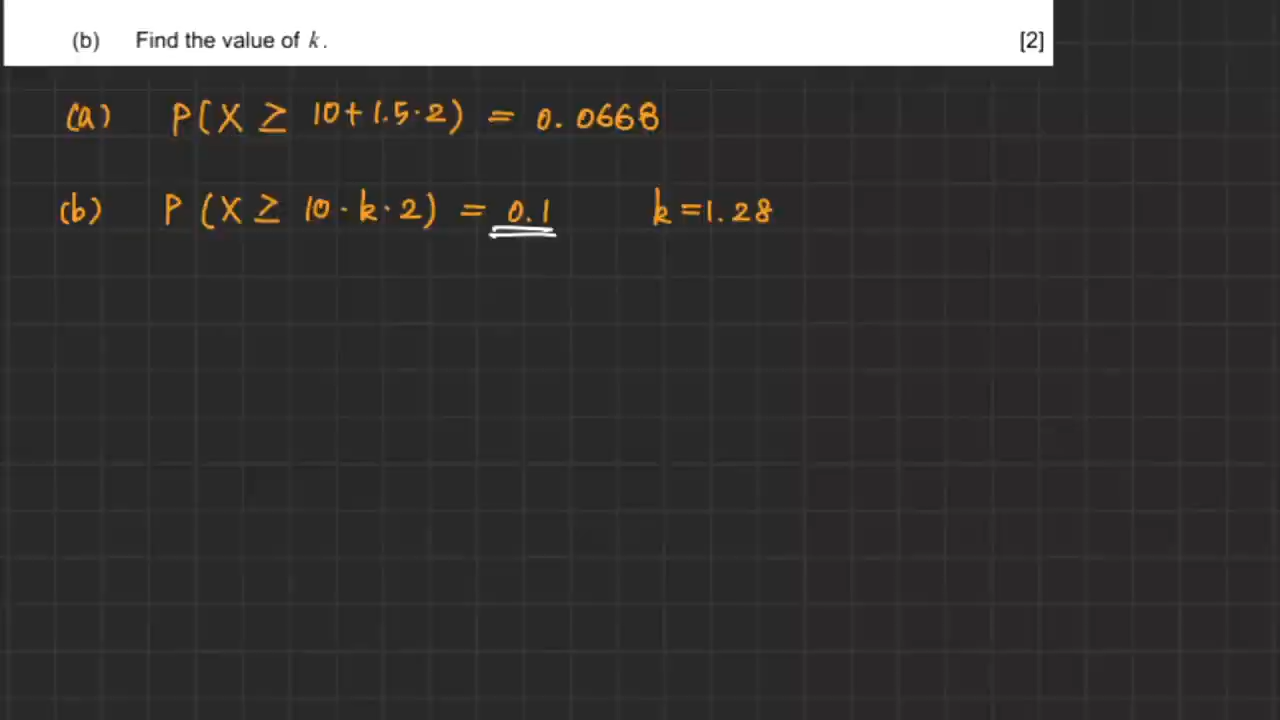 (b) Find the value of k. [2]
(a) P(X ≥ 10+1.5·2) = 0.0668
(b) P(X ≥ 10·k·2) = 0.1 k=1.28